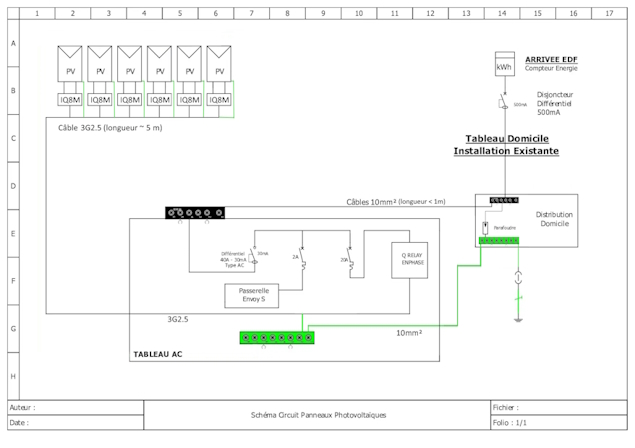 1 2 3 4 5 6 7 8 9 10 11 12 13 14 15 16 17
A
B
C
D
E
F
G
H
PV PV PV PV PV PV
IQ8M IQ8M IQ8M IQ8M IQ8M IQ8M
Câble 3G2.5 (longueur ~ 5 m)
kWh
ARRIVEE EDF
Compteur Energie
500mA
Disjoncteur
Différentiel
500mA
Tableau Domicile
Installation Existante
Câbles 10mm² (longueur < 1m)
Distribution
Domicile
Parafoudre
Différentiel
40A - 30mA
Type AC
30mA
2A
20A
Q RELAY
ENPHASE
Passerelle
Envoy S
3G2.5
10mm²
TABLEAU AC
Auteur :
Date :
Schéma Circuit Panneaux Photovoltaïques
Fichier :
Folio : 1/1